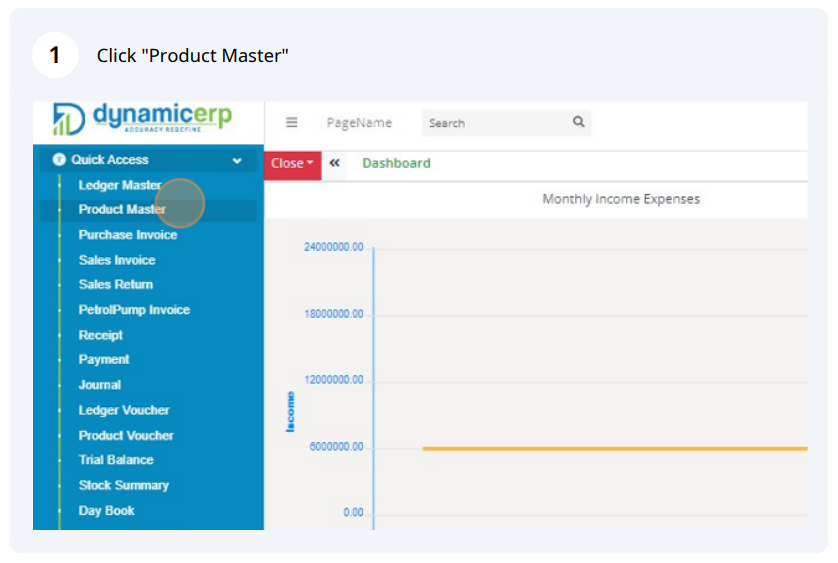 1 Click "Product Master"
dynamicerp
ACCURACY REDEFINE
PageName
Search
Quick Access
Close
«
Dashboard
Ledger Master
Product Master
Purchase Invoice
Sales Invoice
Sales Return
PetrolPump Invoice
Receipt
Payment
Journal
Ledger Voucher
Product Voucher
Trial Balance
Stock Summary
Day Book
Monthly Income Expenses
24000000.00
18000000.00
12000000.00
6000000.00
0.00
Income